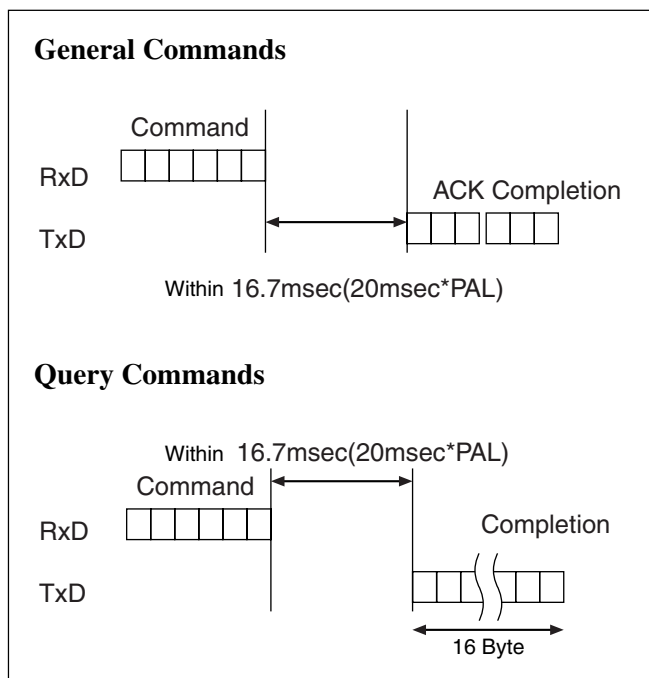 General Commands
Command
RxD
ACK Completion
TxD
Within 16.7msec(20msec*PAL)
Query Commands
Within 16.7msec(20msec*PAL)
Command
RxD
Completion
TxD
16 Byte